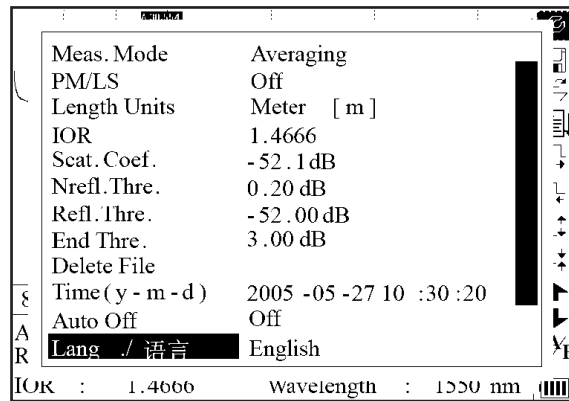 Meas. Mode Averaging
PM/LS Off
Length Units Meter [ m ]
IOR 1.4666
Scat. Coef. -52.1dB
Nrefl.Thre. 0.20 dB
Refl.Thre. -52.00 dB
End Thre. 3.00 dB
Delete File
Time ( y - m - d ) 2005 -05 -27 10 :30 :20
Auto Off Off
Lang ./ 语言 English
A
R
IOR : 1.4666 Wavelength : 1550 nm